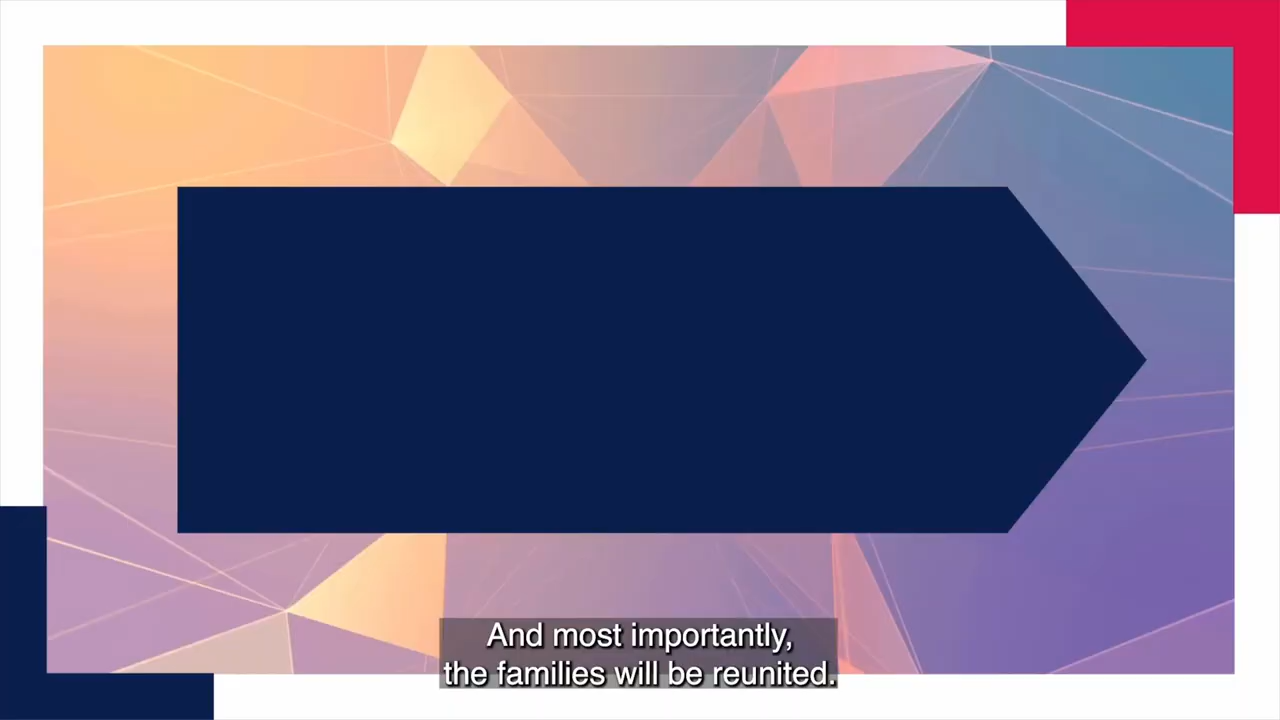 And most importantly,
the families will be reunited.